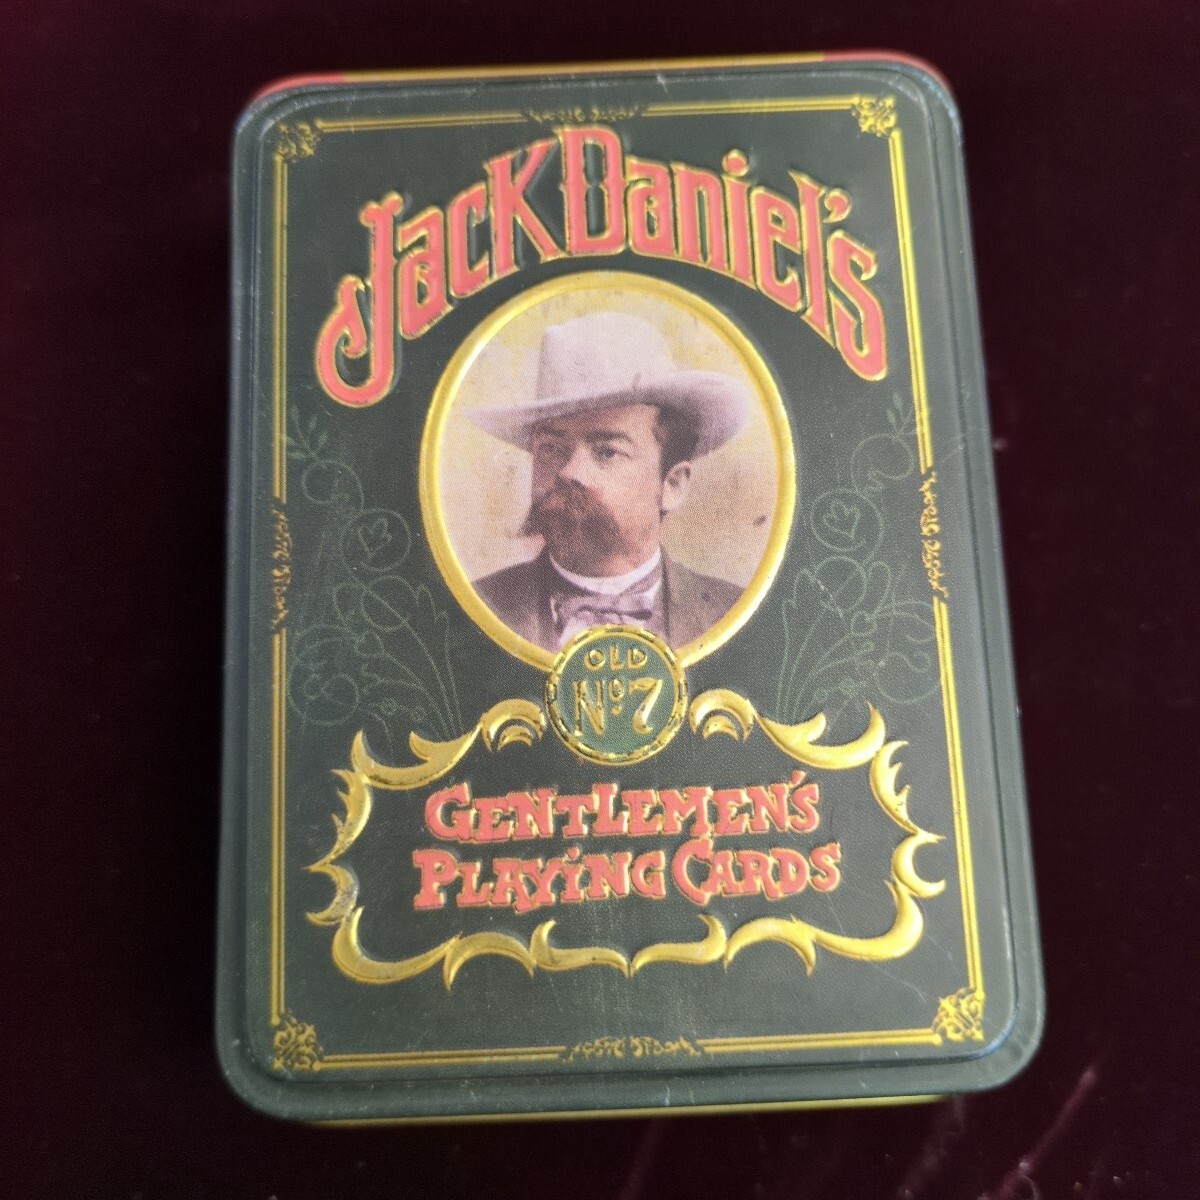 Jack Daniel's
OLD
Nº 7
GENTLEMEN'S
PLAYING CARDS